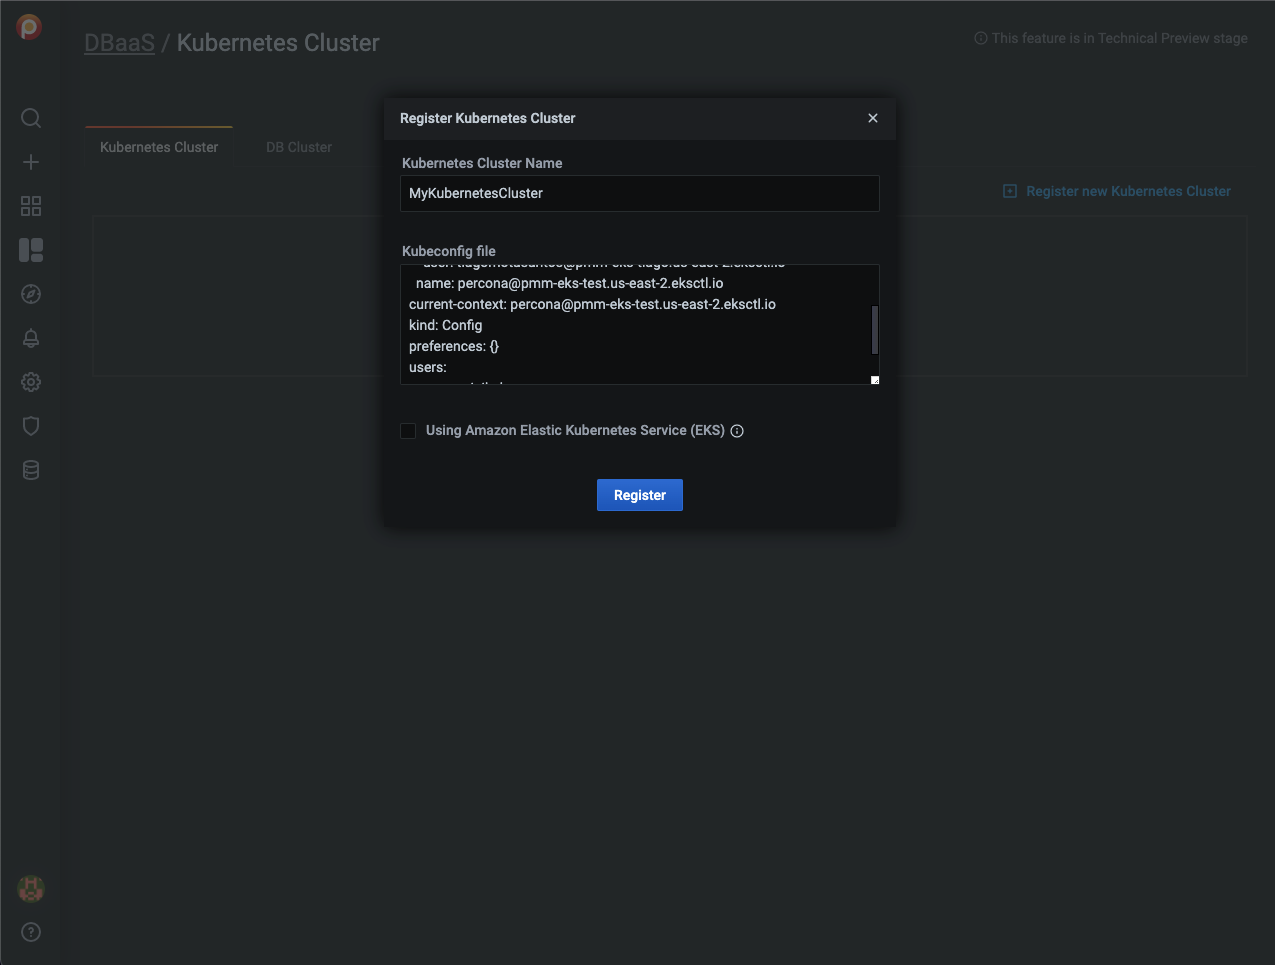 DBaaS / Kubernetes Cluster
This feature is in Technical Preview stage
Kubernetes Cluster
DB Cluster
Register new Kubernetes Cluster
Register Kubernetes Cluster
Kubernetes Cluster Name
MyKubernetesCluster
Kubeconfig file
name: percona@pmm-eks-test.us-east-2.eksctl.io
current-context: percona@pmm-eks-test.us-east-2.eksctl.io
kind: Config
preferences: {}
users:
Using Amazon Elastic Kubernetes Service (EKS)
Register